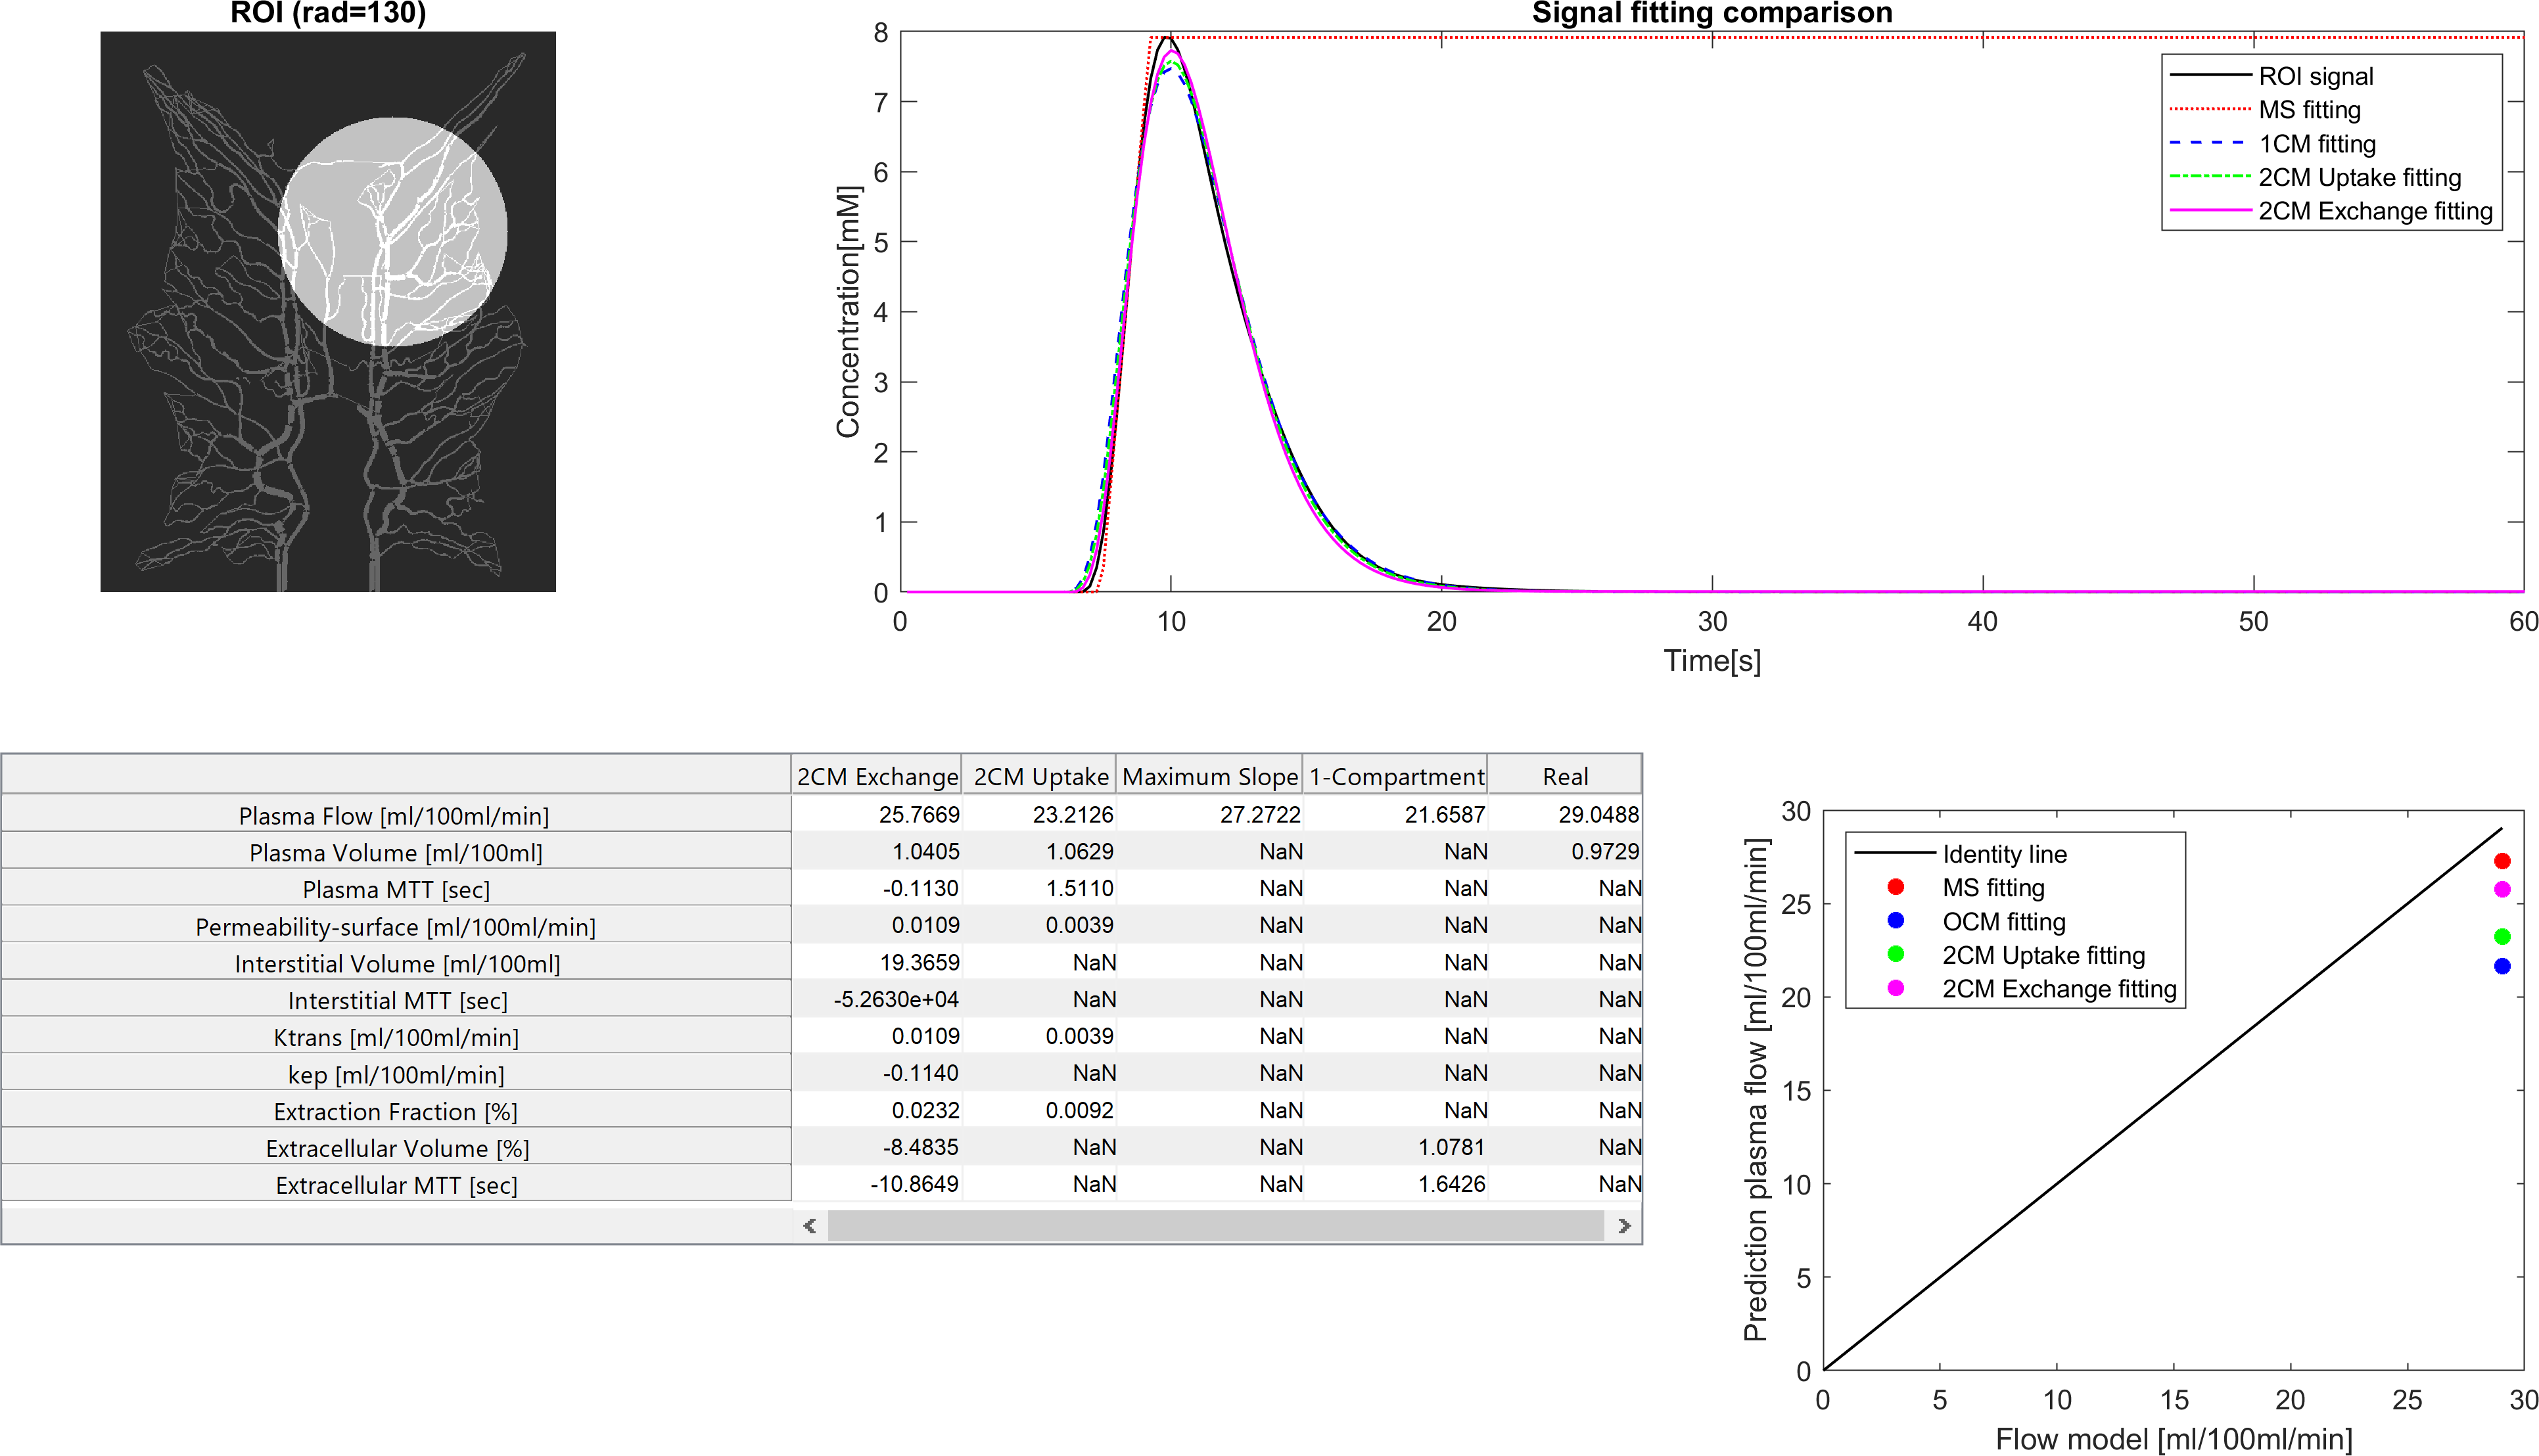 ROI (rad=130)
Signal fitting comparison
Concentration[mM]
8
7
6
5
4
3
2
1
0
0 10 20 30 40 50 60
Time[s]
ROI signal
MS fitting
1CM fitting
2CM Uptake fitting
2CM Exchange fitting
2CM Exchange 2CM Uptake Maximum Slope 1-Compartment Real
Plasma Flow [ml/100ml/min] 25.7669 23.2126 27.2722 21.6587 29.0488
Plasma Volume [ml/100ml] 1.0405 1.0629 NaN NaN 0.9729
Plasma MTT [sec] -0.1130 1.5110 NaN NaN NaN
Permeability-surface [ml/100ml/min] 0.0109 0.0039 NaN NaN NaN
Interstitial Volume [ml/100ml] 19.3659 NaN NaN NaN NaN
Interstitial MTT [sec] -5.2630e+04 NaN NaN NaN NaN
Ktrans [ml/100ml/min] 0.0109 0.0039 NaN NaN NaN
kep [ml/100ml/min] -0.1140 NaN NaN NaN NaN
Extraction Fraction [%] 0.0232 0.0092 NaN NaN NaN
Extracellular Volume [%] -8.4835 NaN NaN 1.0781 NaN
Extracellular MTT [sec] -10.8649 NaN NaN 1.6426 NaN
Prediction plasma flow [ml/100ml/min]
30
25
20
15
10
5
0
0 5 10 15 20 25 30
Flow model [ml/100ml/min]
Identity line
MS fitting
OCM fitting
2CM Uptake fitting
2CM Exchange fitting